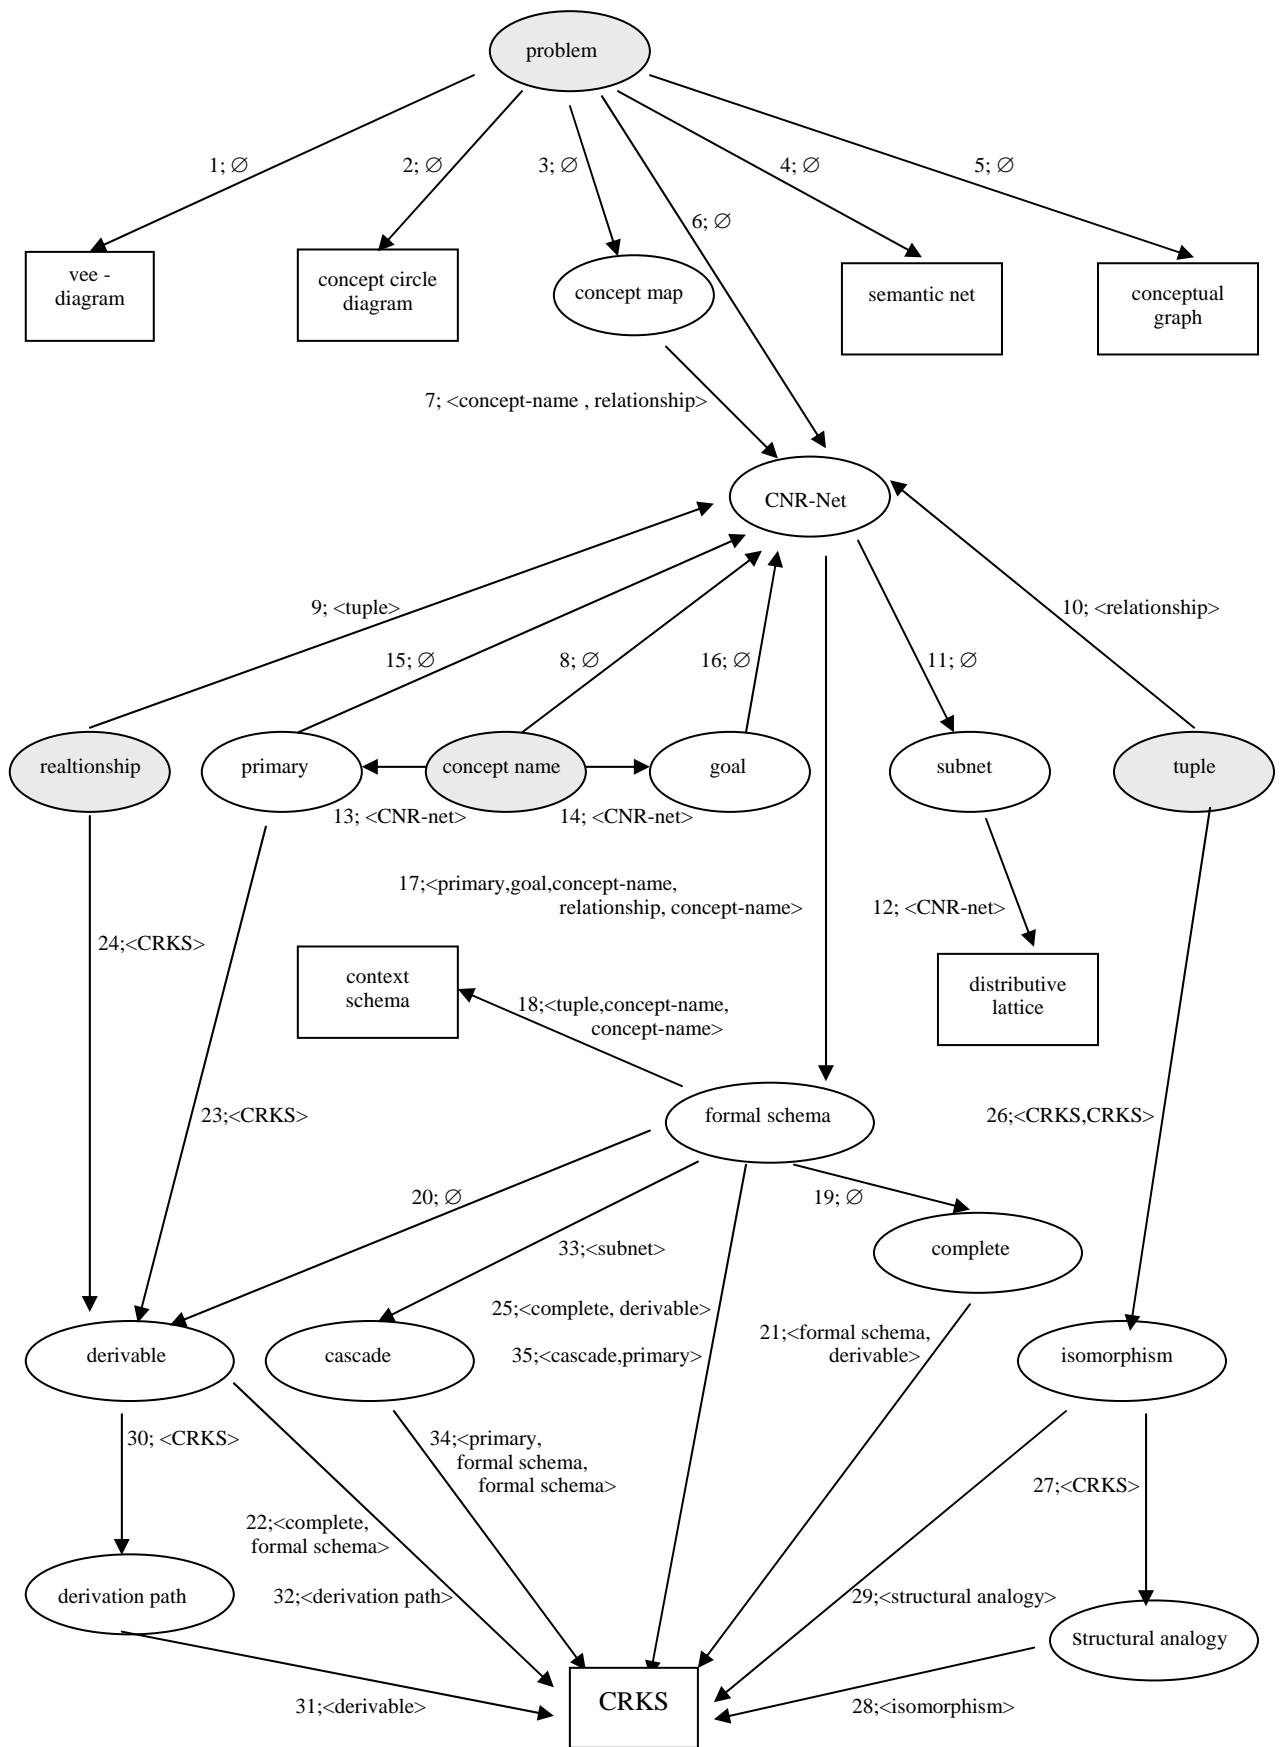 problem
1; ∅
2; ∅
3; ∅
4; ∅
5; ∅
6; ∅
vee -
diagram
concept circle
diagram
concept map
semantic net
conceptual
graph
7; <concept-name , relationship>
CNR-Net
9; <tuple>
10; <relationship>
15; ∅
8; ∅
16; ∅
11; ∅
realtionship
primary
concept name
goal
subnet
tuple
13; <CNR-net>
14; <CNR-net>
17;<primary,goal,concept-name,
relationship, concept-name>
12; <CNR-net>
24;<CRKS>
context
schema
18;<tuple,concept-name,
concept-name>
distributive
lattice
23;<CRKS>
formal schema
26;<CRKS,CRKS>
20; ∅
19; ∅
33;<subnet>
complete
25;<complete, derivable>
21;<formal schema,
derivable>
35;<cascade,primary>
derivable
cascade
isomorphism
30; <CRKS>
34;<primary,
formal schema,
formal schema>
27;<CRKS>
22;<complete,
formal schema>
derivation path
32;<derivation path>
29;<structural analogy>
structural analogy
CRKS
31;<derivable>
28;<isomorphism>